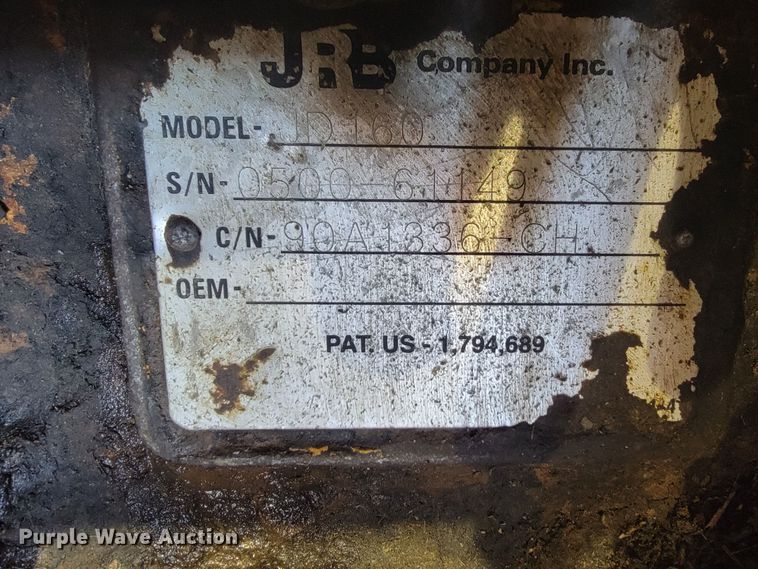 JRB Company Inc.
MODEL- JD160
S/N- 0500-61149
C/N- 90A1336-CH
OEM-
PAT. US - 1,794,689
Purple Wave Auction